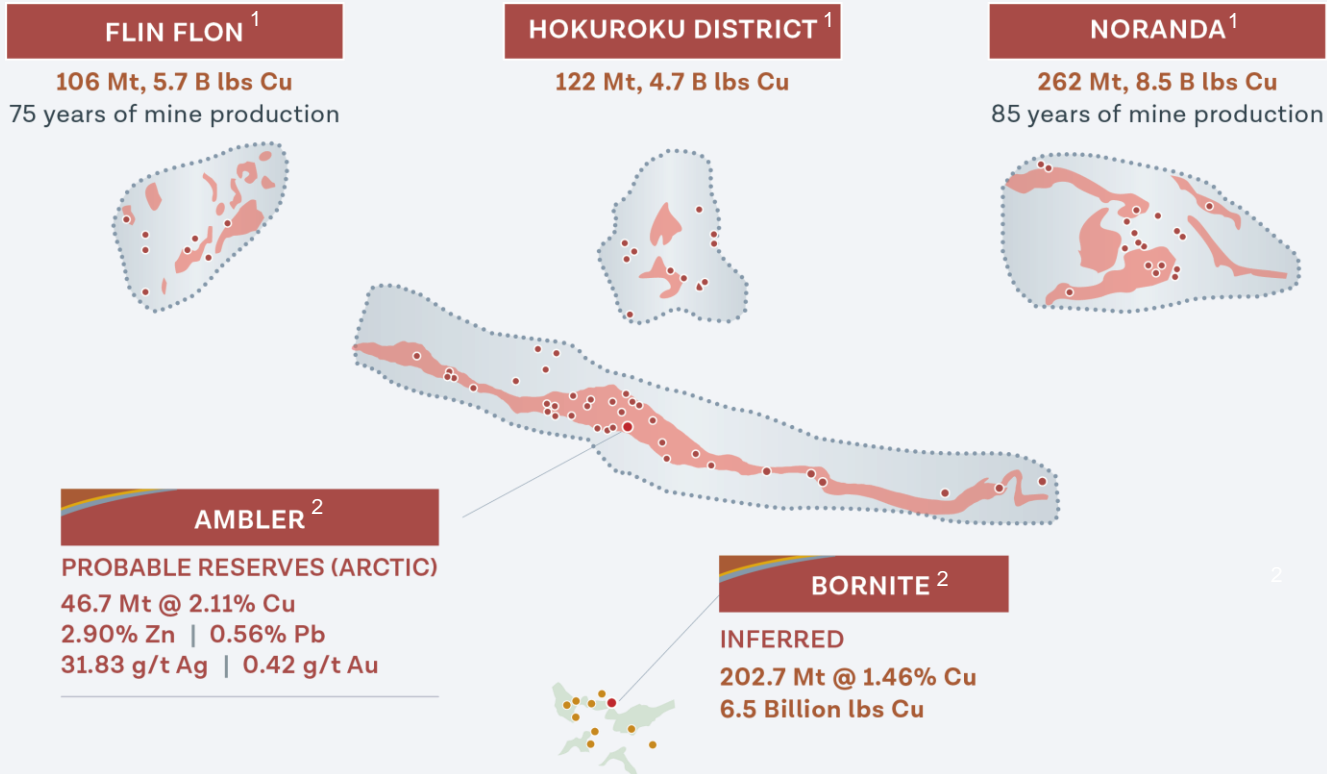 FLIN FLON 1
106 Mt, 5.7 B lbs Cu
75 years of mine production
HOKUROKU DISTRICT 1
122 Mt, 4.7 B lbs Cu
NORANDA 1
262 Mt, 8.5 B lbs Cu
85 years of mine production
AMBLER 2
PROBABLE RESERVES (ARCTIC)
46.7 Mt @ 2.11% Cu
2.90% Zn | 0.56% Pb
31.83 g/t Ag | 0.42 g/t Au
BORNITE 2
INFERRED
202.7 Mt @ 1.46% Cu
6.5 Billion lbs Cu
2